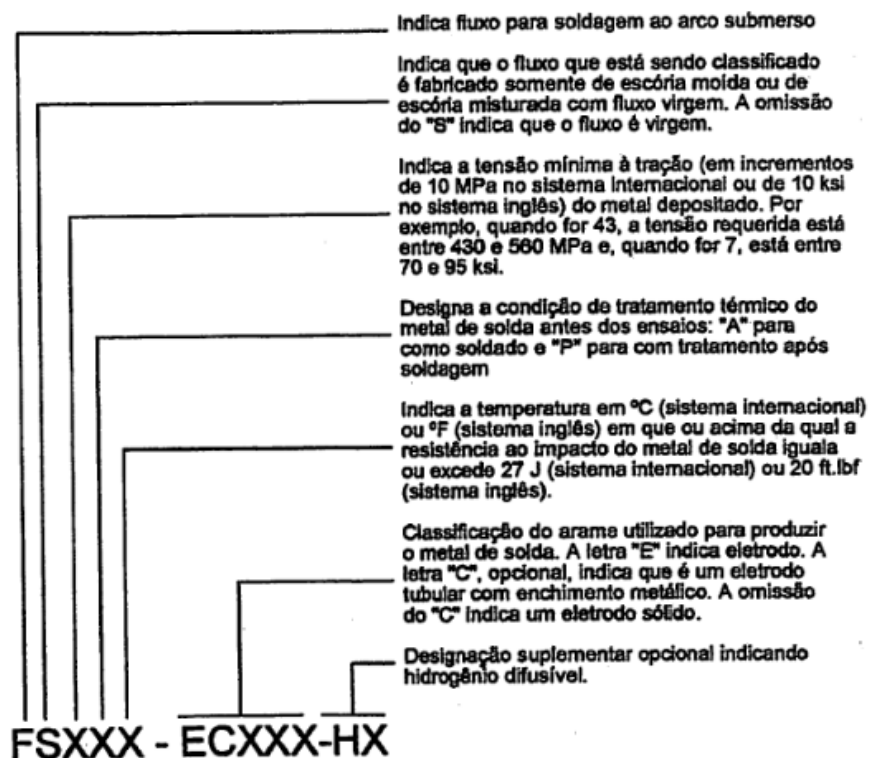 Indica fluxo para soldagem ao arco submerso
Indica que o fluxo que está sendo classificado
é fabricado somente de escória moída ou de
escória misturada com fluxo virgem. A omissão
do "S" indica que o fluxo é virgem.
Indica a tensão mínima à tração (em incrementos
de 10 MPa no sistema internacional ou de 10 ksi
no sistema inglês) do metal depositado. Por
exemplo, quando for 43, a tensão requerida está
entre 430 e 560 MPa e, quando for 7, está entre
70 e 95 ksi.
Designa a condição de tratamento térmico do
metal de solda antes dos ensaios: "A" para
como soldado e "P" para com tratamento após
soldagem
Indica a temperatura em ºC (sistema internacional)
ou ºF (sistema inglês) em que ou acima da qual a
resistência ao impacto do metal de solda iguala
ou excede 27 J (sistema internacional) ou 20 ft.lbf
(sistema inglês).
Classificação do arame utilizado para produzir
o metal de solda. A letra "E" indica eletrodo. A
letra "C", opcional, indica que é um eletrodo
tubular com enchimento metálico. A omissão
do "C" indica um eletrodo sólido.
Designação suplementar opcional indicando
hidrogênio difusível.
FSXXX - ECXXX-HX